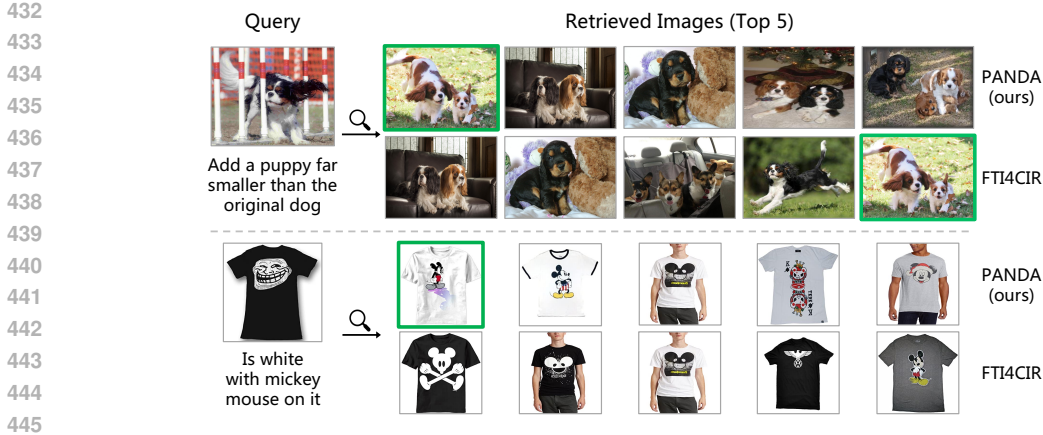 432
433
434
435
436
437
438
439
440
441
442
443
444
445
Query
Retrieved Images (Top 5)
PANDA
(ours)
Add a puppy far
smaller than the
original dog
FTI4CIR
PANDA
(ours)
Is white
with mickey
mouse on it
FTI4CIR